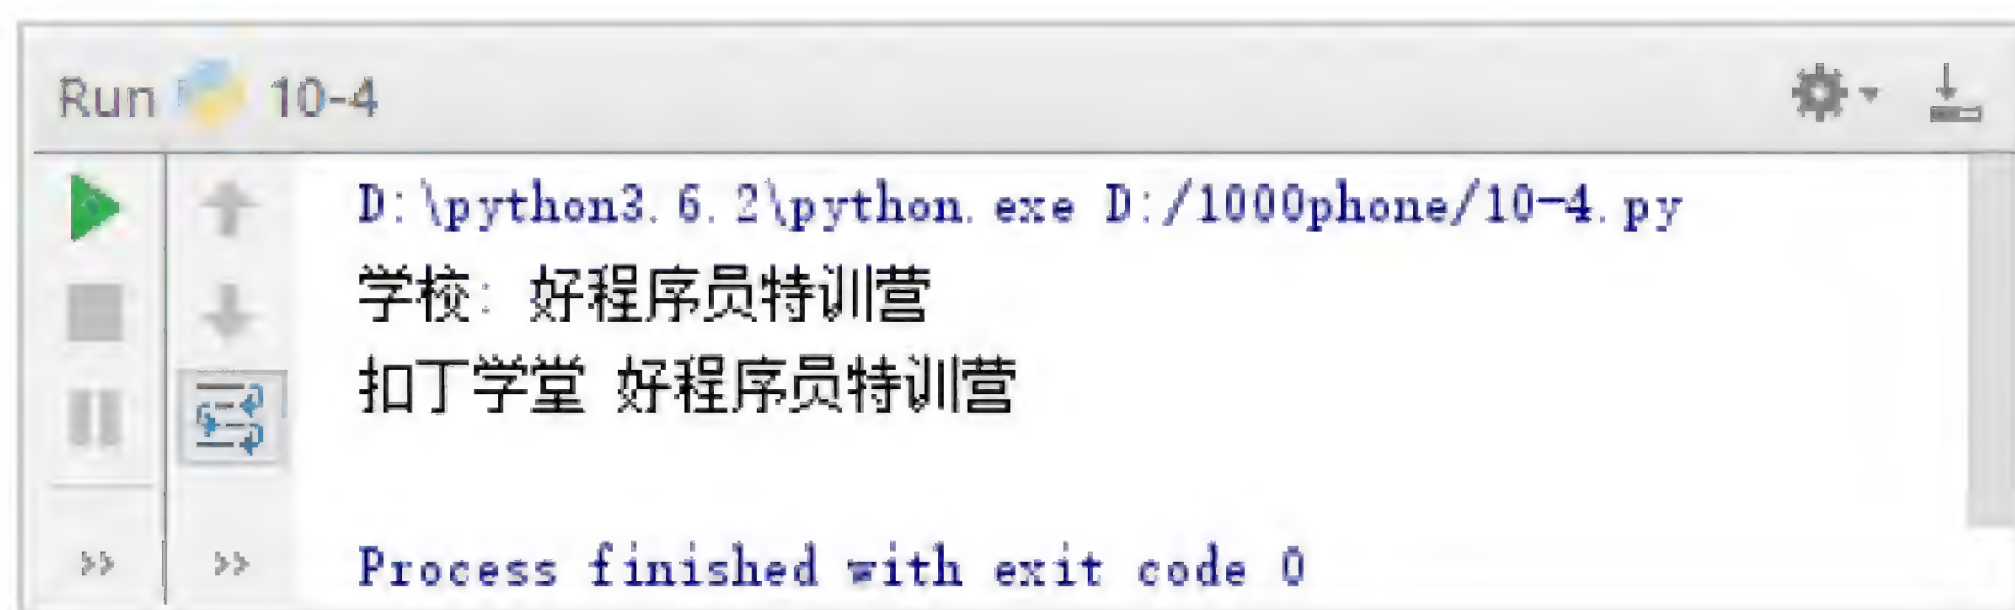 Run 10-4
D:\python3.6.2\python.exe D:/1000phone/10-4.py
学校: 好程序员特训营
扣丁学堂 好程序员特训营
Process finished with exit code 0